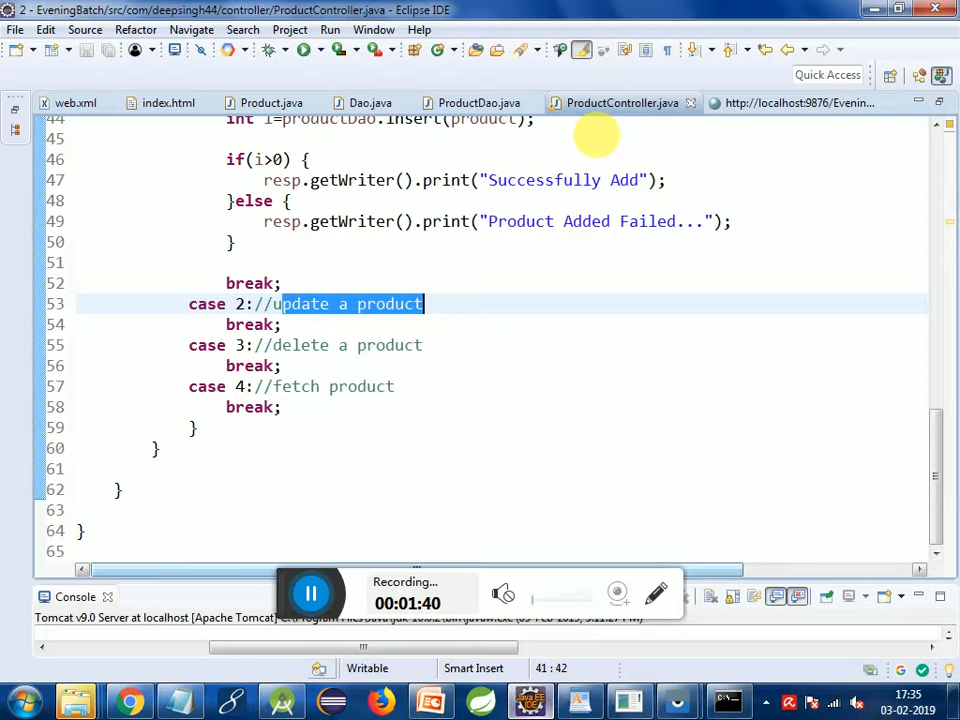 2 - EveningBatch/src/com/deepsingh44/controller/ProductController.java - Eclipse IDE
File Edit Source Refactor Navigate Search Project Run Window Help
Quick Access
web.xml index.html Product.java Dao.java ProductDao.java ProductController.java http://localhost:9876/Evenin...
44 int i=productDao.insert(product);
45
46 if(i>0) {
47 resp.getWriter().print("Successfully Add");
48 }else {
49 resp.getWriter().print("Product Added Failed...");
50 }
51
52 break;
53 case 2://update a product
54 break;
55 case 3://delete a product
56 break;
57 case 4://fetch product
58 break;
59 }
60 }
61
62 }
63
64 }
65
Recording...
00:01:40
Console
Tomcat v9.0 Server at localhost [Apache Tomcat]
Writable Smart Insert 41 : 42
17:35
03-02-2019